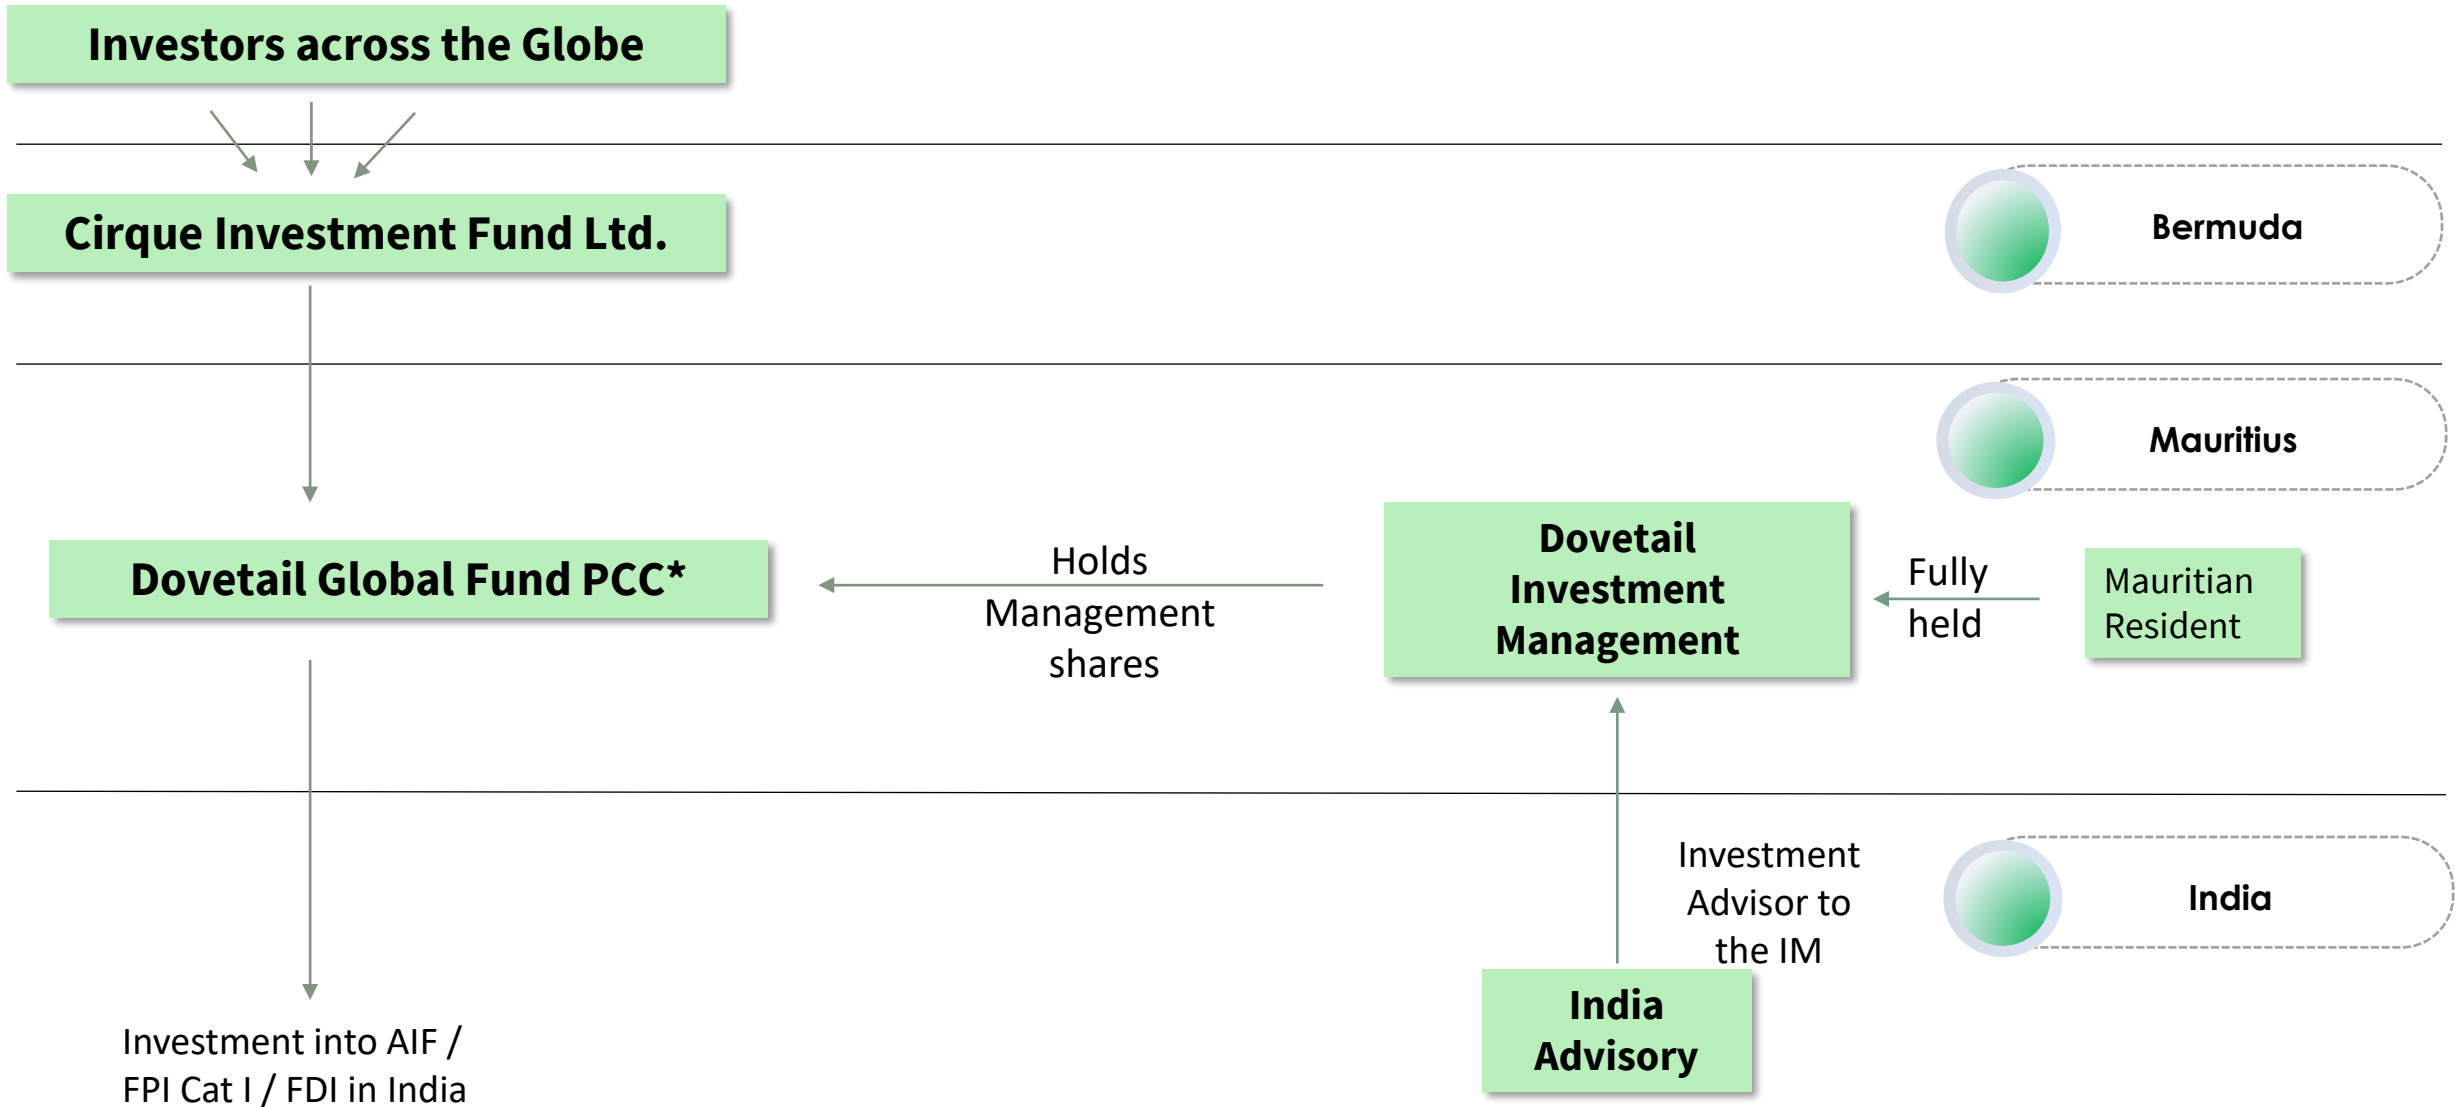 Investors across the Globe
Cirque Investment Fund Ltd.
Bermuda
Mauritius
Dovetail Global Fund PCC*
Holds
Management
shares
Dovetail
Investment
Management
Fully
held
Mauritian
Resident
Investment
Advisor to
the IM
India
India
Advisory
Investment into AIF /
FPI Cat I / FDI in India